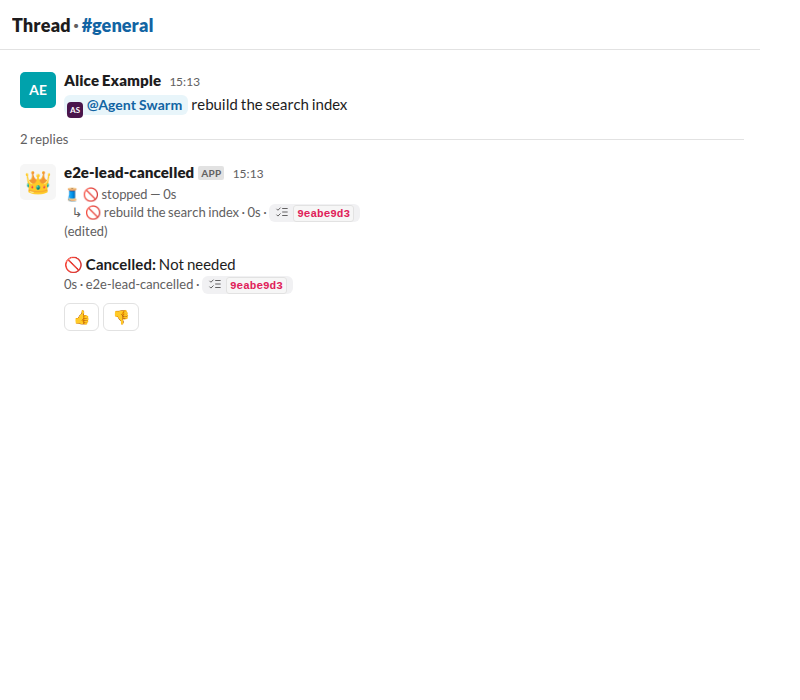 Thread • #general
AE
Alice Example 15:13
AS @Agent Swarm rebuild the search index
2 replies
e2e-lead-cancelled APP 15:13
🧵 🚫 stopped — 0s
↳ 🚫 rebuild the search index · 0s · 9eabe9d3
(edited)
🚫 Cancelled: Not needed
0s · e2e-lead-cancelled · 9eabe9d3